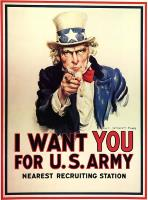 I WANT YOU
FOR U.S. ARMY
NEAREST RECRUITING STATION